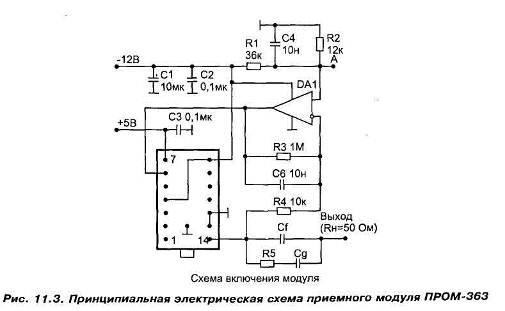 C4
10н
R2
12к
R1
36к
-12В
А
C1
10мк
C2
0,1мк
DA1
+5В
C3 0,1мк
7
R3 1М
C6 10н
R4 10к
1
14
Cf
R5
Cg
Выход
(Rн=50 Ом)
Схема включения модуля
Рис. 11.3. Принципиальная электрическая схема приемного модуля ПРОМ-363